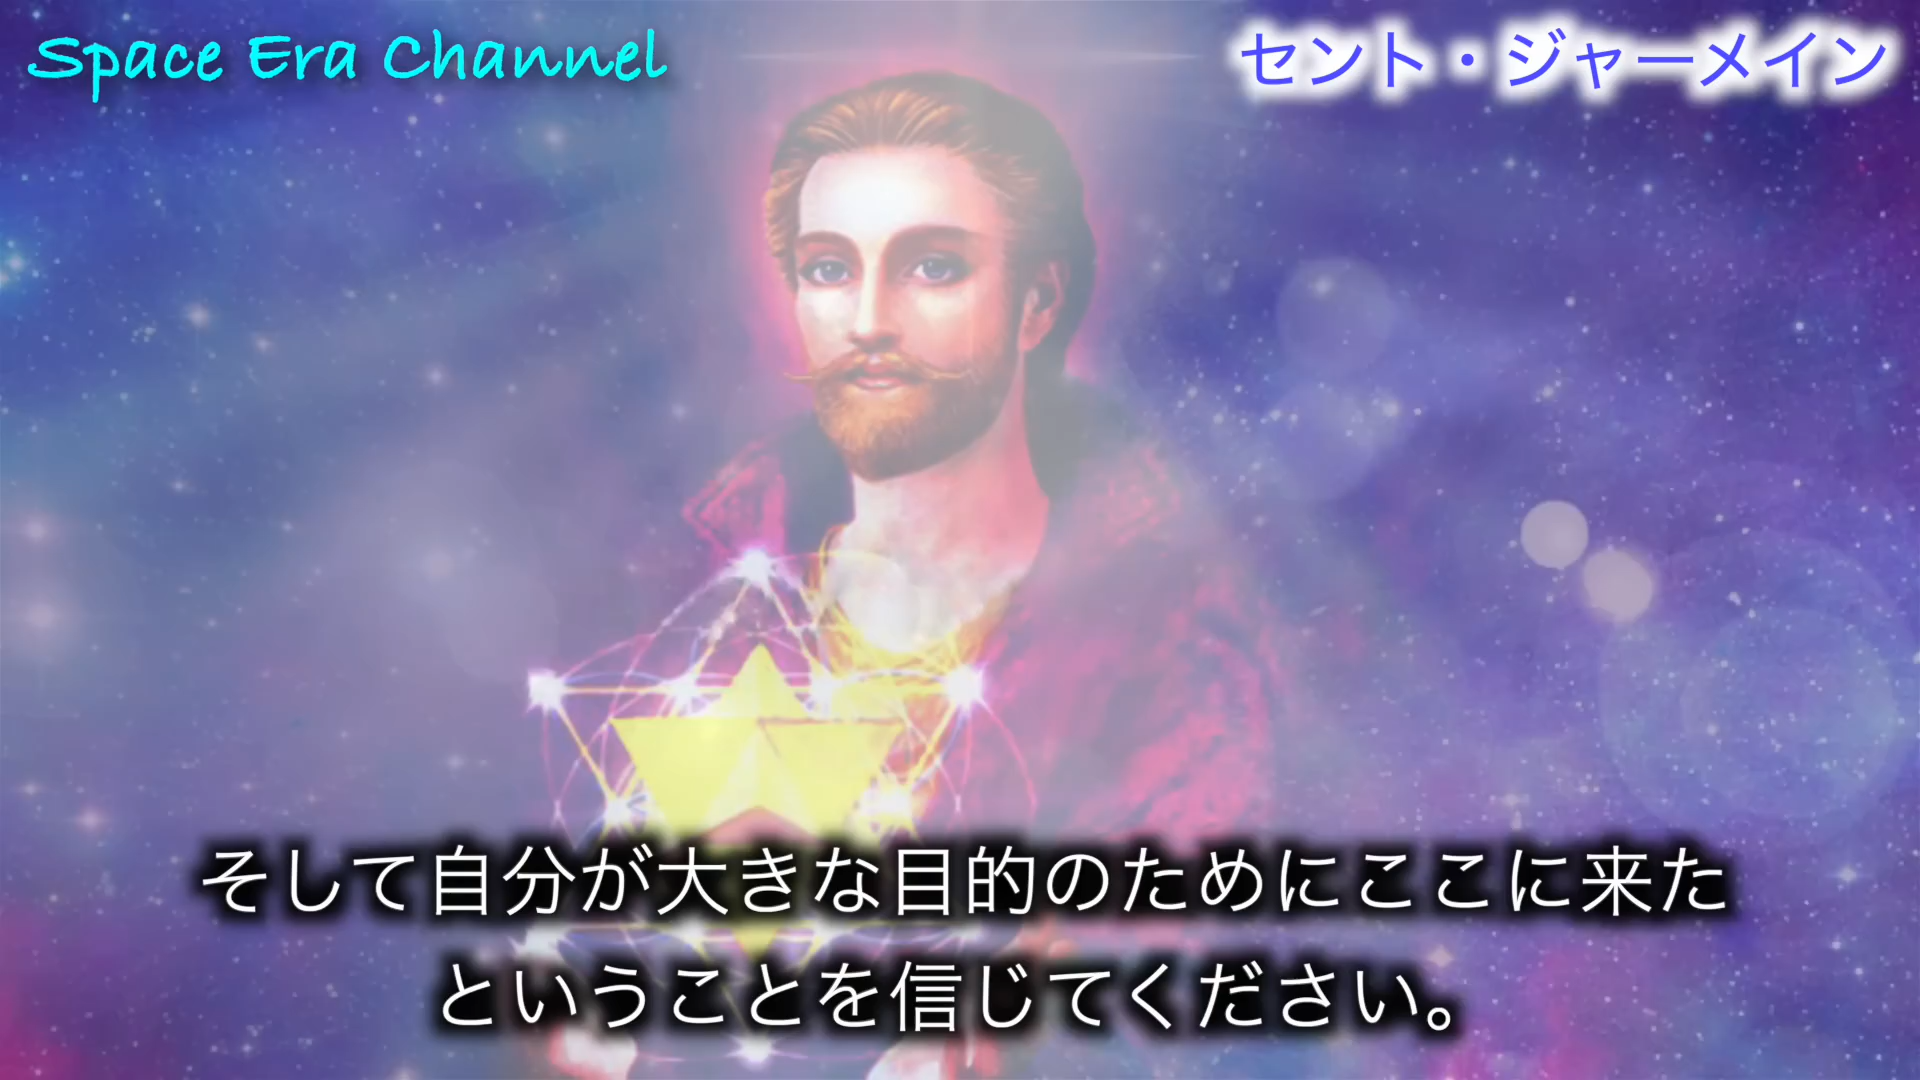 Space Era Channel
セント・ジャーメイン
そして自分が大きな目的のためにここに来た
ということを信じてください。